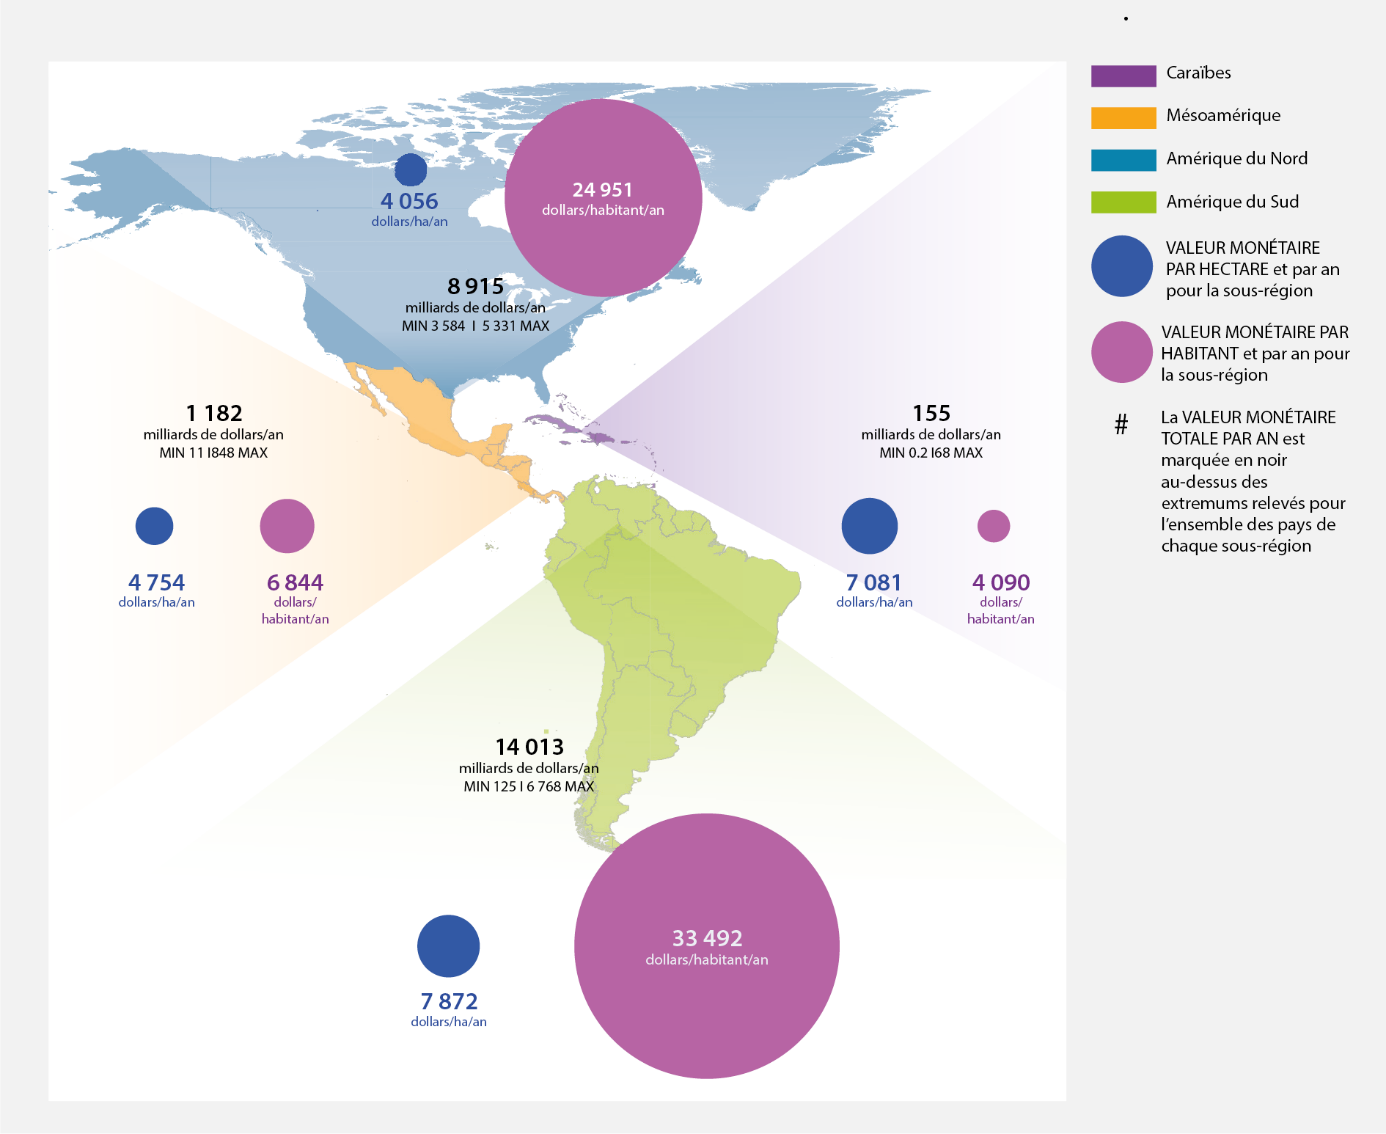 .
4 056
dollars/ha/an
24 951
dollars/habitant/an
8 915
milliards de dollars/an
MIN 3 584 I 5 331 MAX
1 182
milliards de dollars/an
MIN 11 I848 MAX
4 754
dollars/ha/an
6 844
dollars/
habitant/an
155
milliards de dollars/an
MIN 0.2 I68 MAX
7 081
dollars/ha/an
4 090
dollars/
habitant/an
14 013
milliards de dollars/an
MIN 125 I 6 768 MAX
7 872
dollars/ha/an
33 492
dollars/habitant/an
Caraïbes
Mésoamérique
Amérique du Nord
Amérique du Sud
VALEUR MONÉTAIRE
PAR HECTARE et par an
pour la sous-région
VALEUR MONÉTAIRE PAR
HABITANT et par an pour
la sous-région
#
La VALEUR MONÉTAIRE
TOTALE PAR AN est
marquée en noir
au-dessus des
extremums relevés pour
l'ensemble des pays de
chaque sous-région